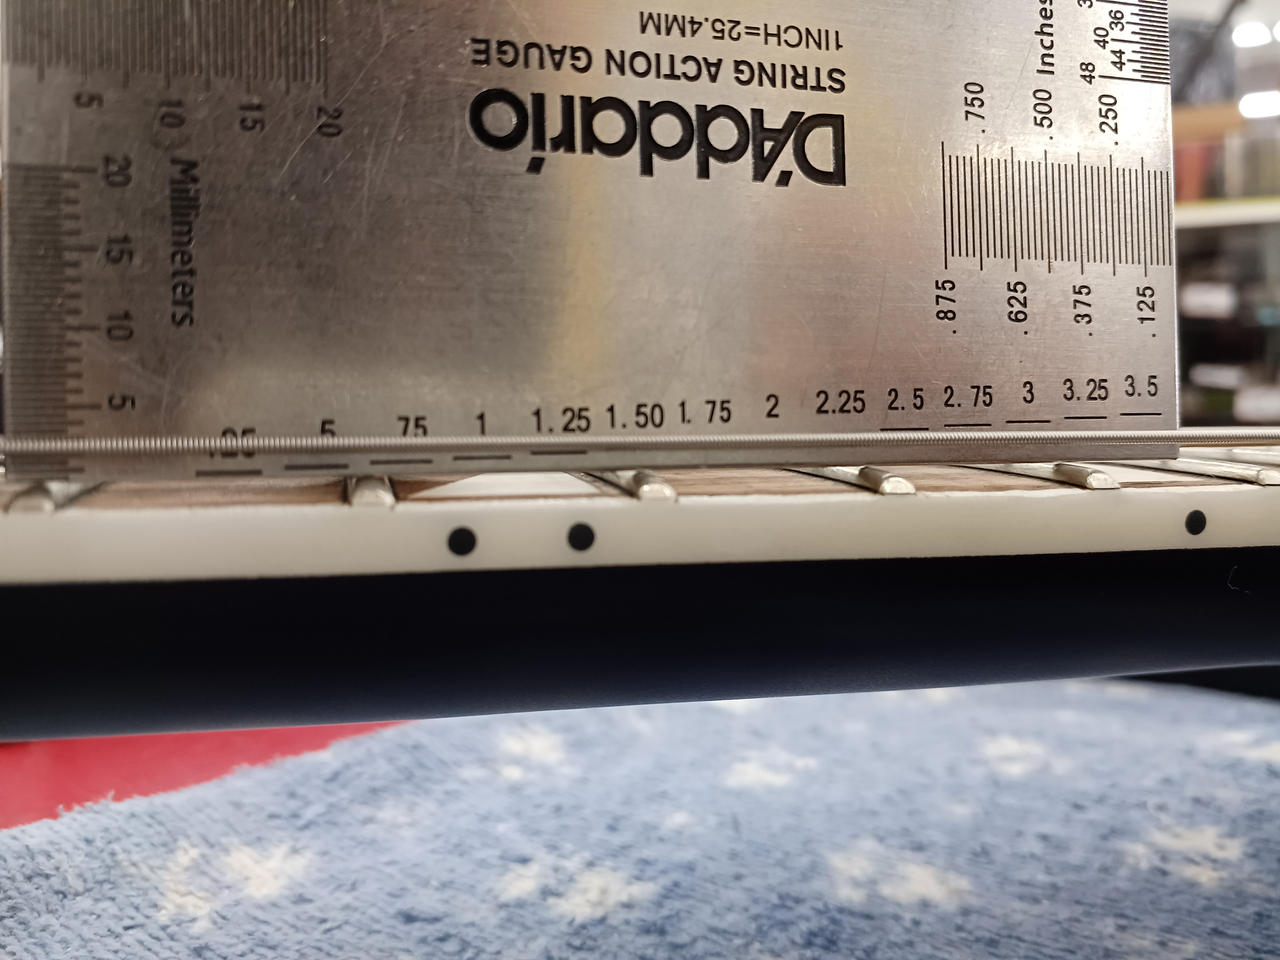 1INCH=25.4MM
STRING ACTION GAUGE
D'Addario
5 10 15 20
Millimeters
20 15 10 5
Inches
48 40 36
44
.750 .500 .250
.875 .625 .375 .125
5 75 1 1.25 1.50 1.75 2 2.25 2.5 2.75 3 3.25 3.5